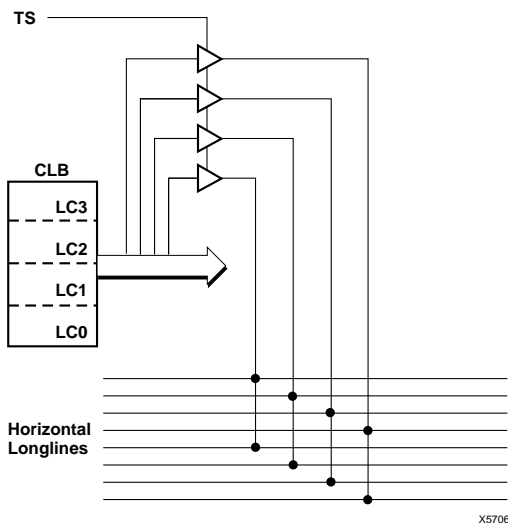 TS
CLB
LC3
LC2
LC1
LC0
Horizontal
Longlines
X5706